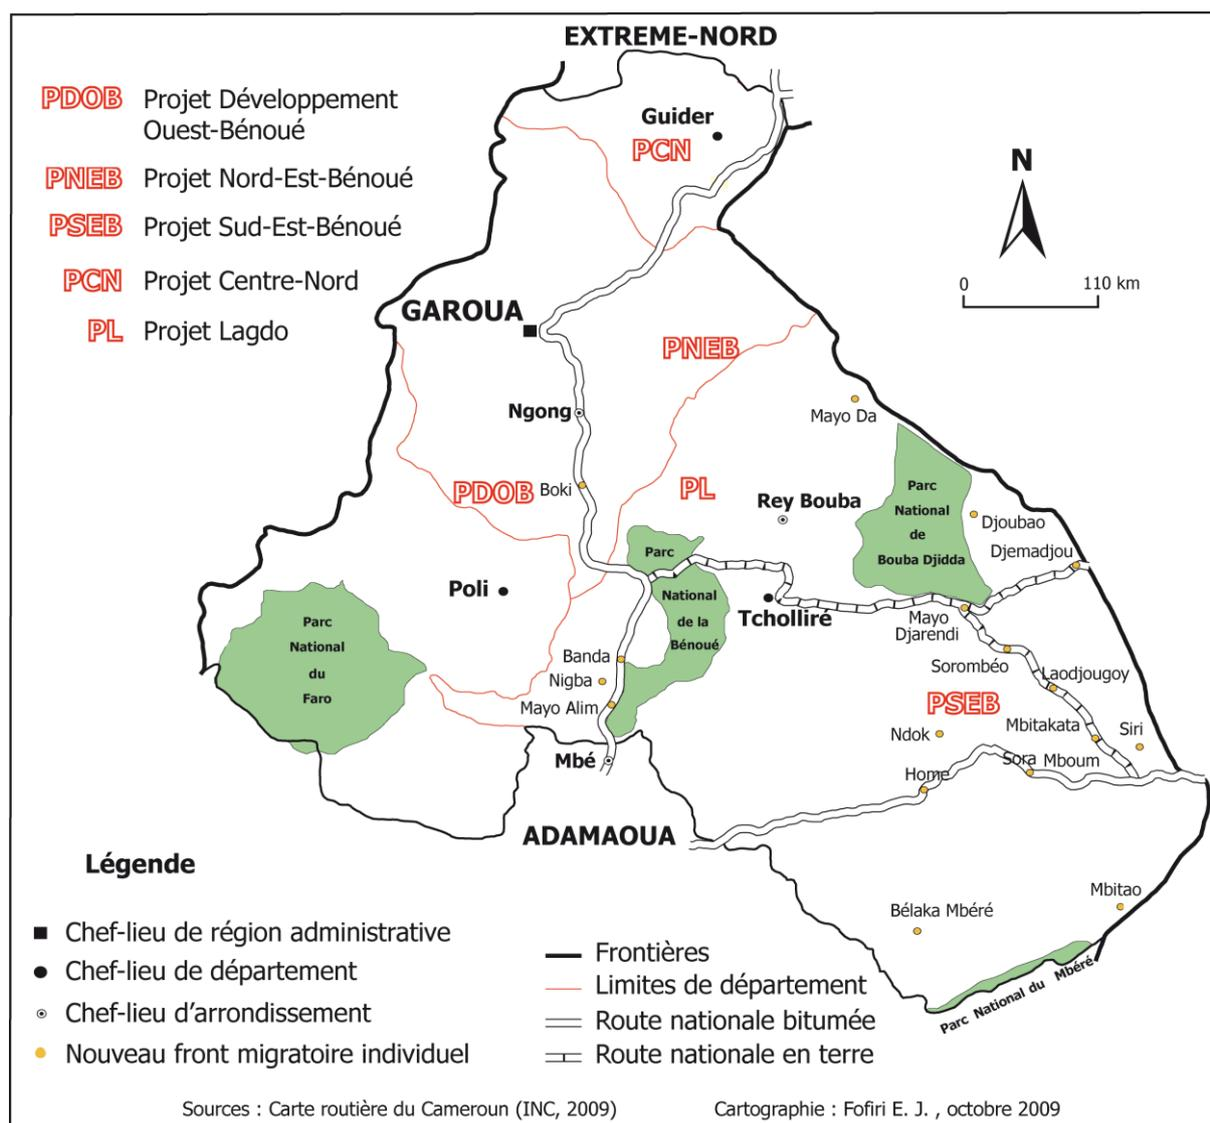 EXTREME-NORD
PDOB Projet Développement
Ouest-Bénoué
PNEB Projet Nord-Est-Bénoué
PSEB Projet Sud-Est-Bénoué
PCN Projet Centre-Nord
PL Projet Lagdo
Guider
PCN
N
0 110 km
GAROUA
PNEB
Ngong
Mayo Da
PDOB
Boki
PL
Rey Bouba
Parc
National
de
Bouba Djidda
Djoubao
Djemadjou
Parc
National
de la
Bénoué
Poli
Tcholliré
Mayo
Djarendi
Parc
National
du
Faro
Banda
Nigba
Mayo Alim
Sorombéo
Laodjougoy
PSEB
Ndok
Mbitakata
Siri
Mbé
Home
Sora Mboum
ADAMAOUA
Bélaka Mbéré
Mbitao
Parc National du Mbéré
Légende
Chef-lieu de région administrative
Chef-lieu de département
Chef-lieu d'arrondissement
Nouveau front migratoire individuel
Frontières
Limites de département
Route nationale bitumée
Route nationale en terre
Sources : Carte routière du Cameroun (INC, 2009) Cartographie : Fofiri E. J. , octobre 2009